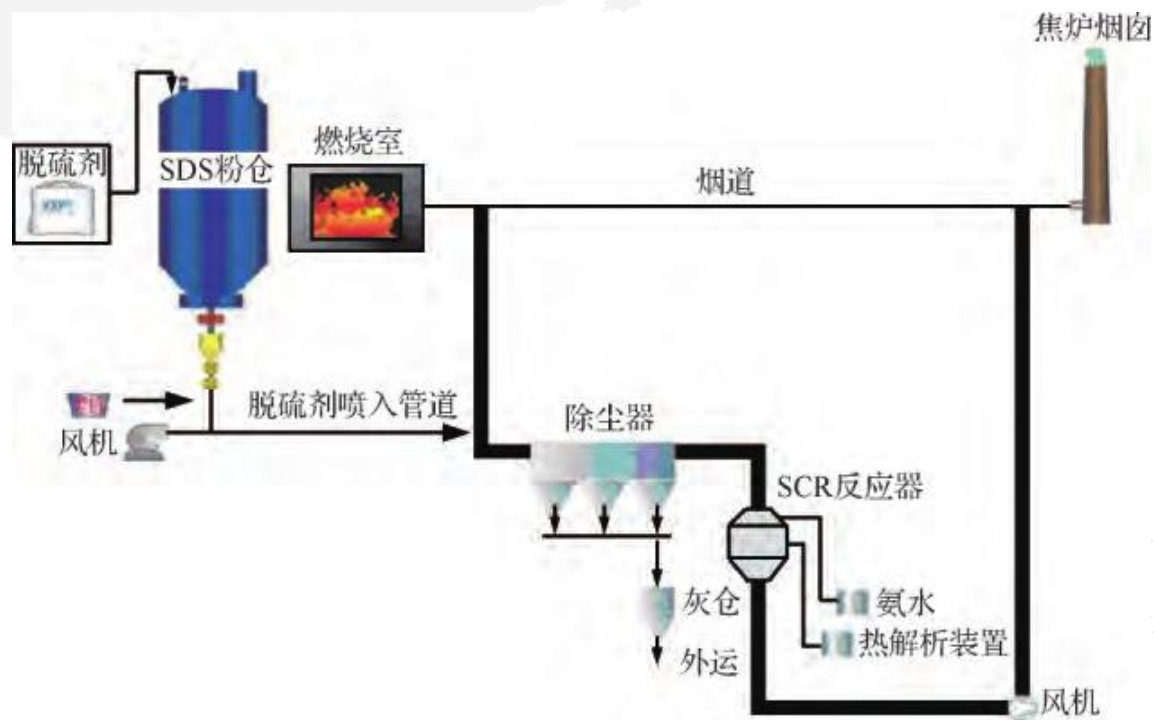 焦炉烟囱
脱硫剂
SDS粉仓
燃烧室
烟道
脱硫剂喷入管道
风机
除尘器
SCR反应器
灰仓
氨水
热解析装置
外运
风机